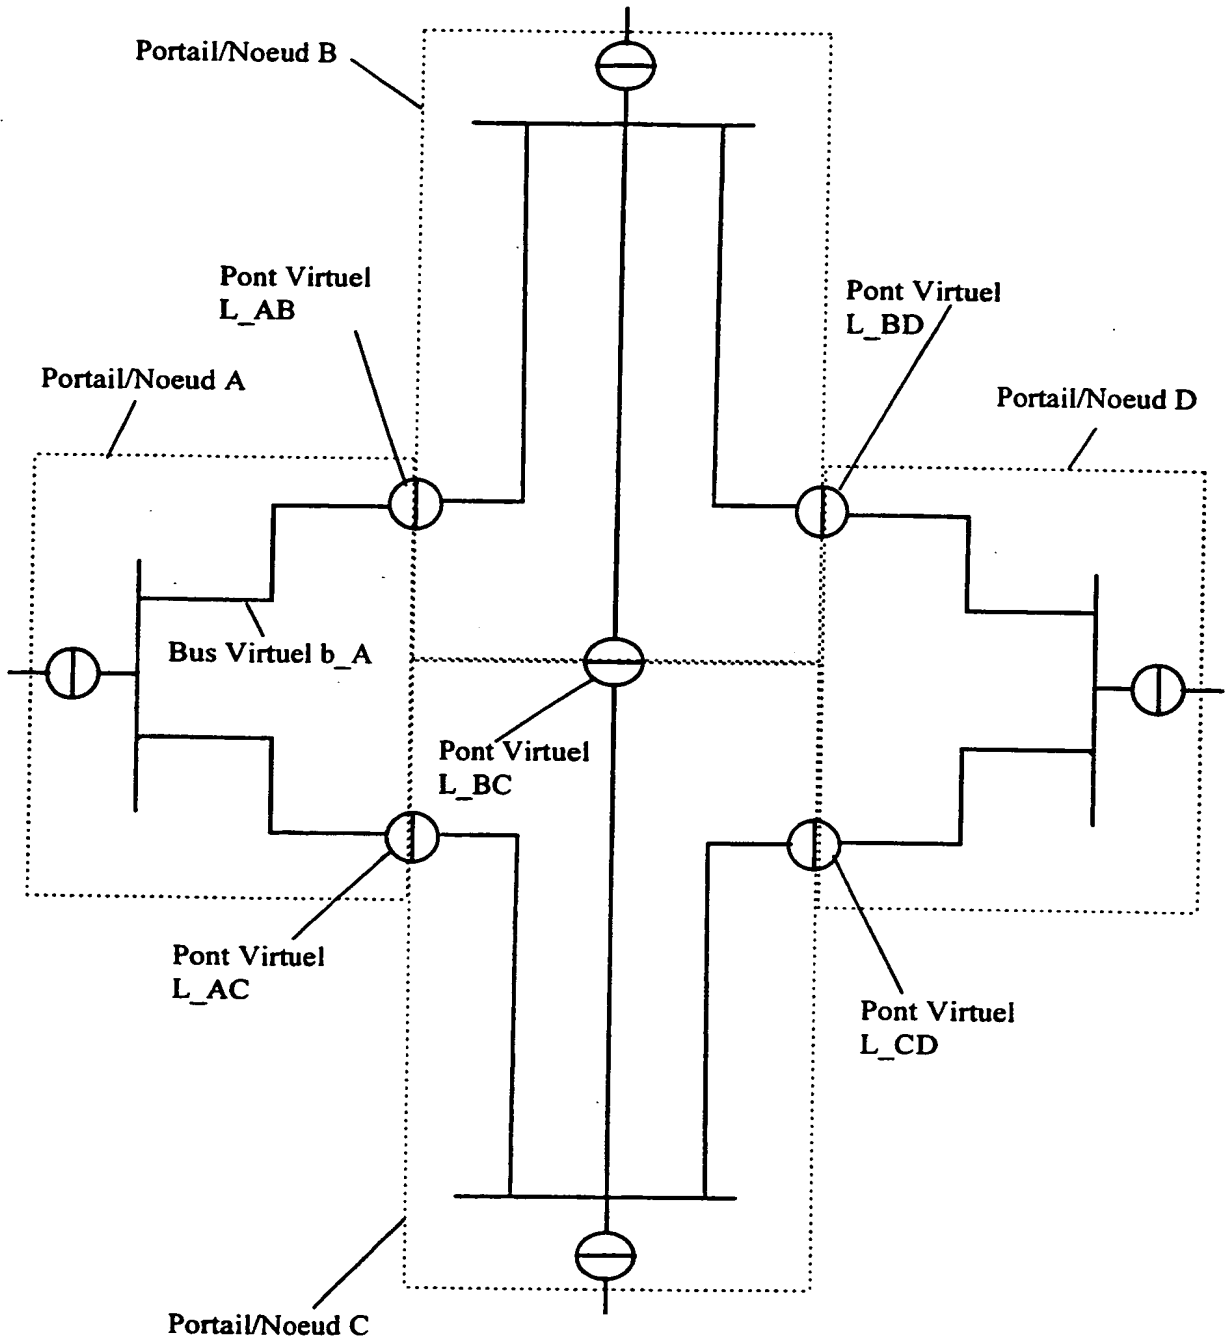 Portail/Noeud B
Pont Virtuel
L_AB
Pont Virtuel
L_BD
Portail/Noeud A
Portail/Noeud D
Bus Virtuel b_A
Pont Virtuel
L_BC
Pont Virtuel
L_AC
Pont Virtuel
L_CD
Portail/Noeud C